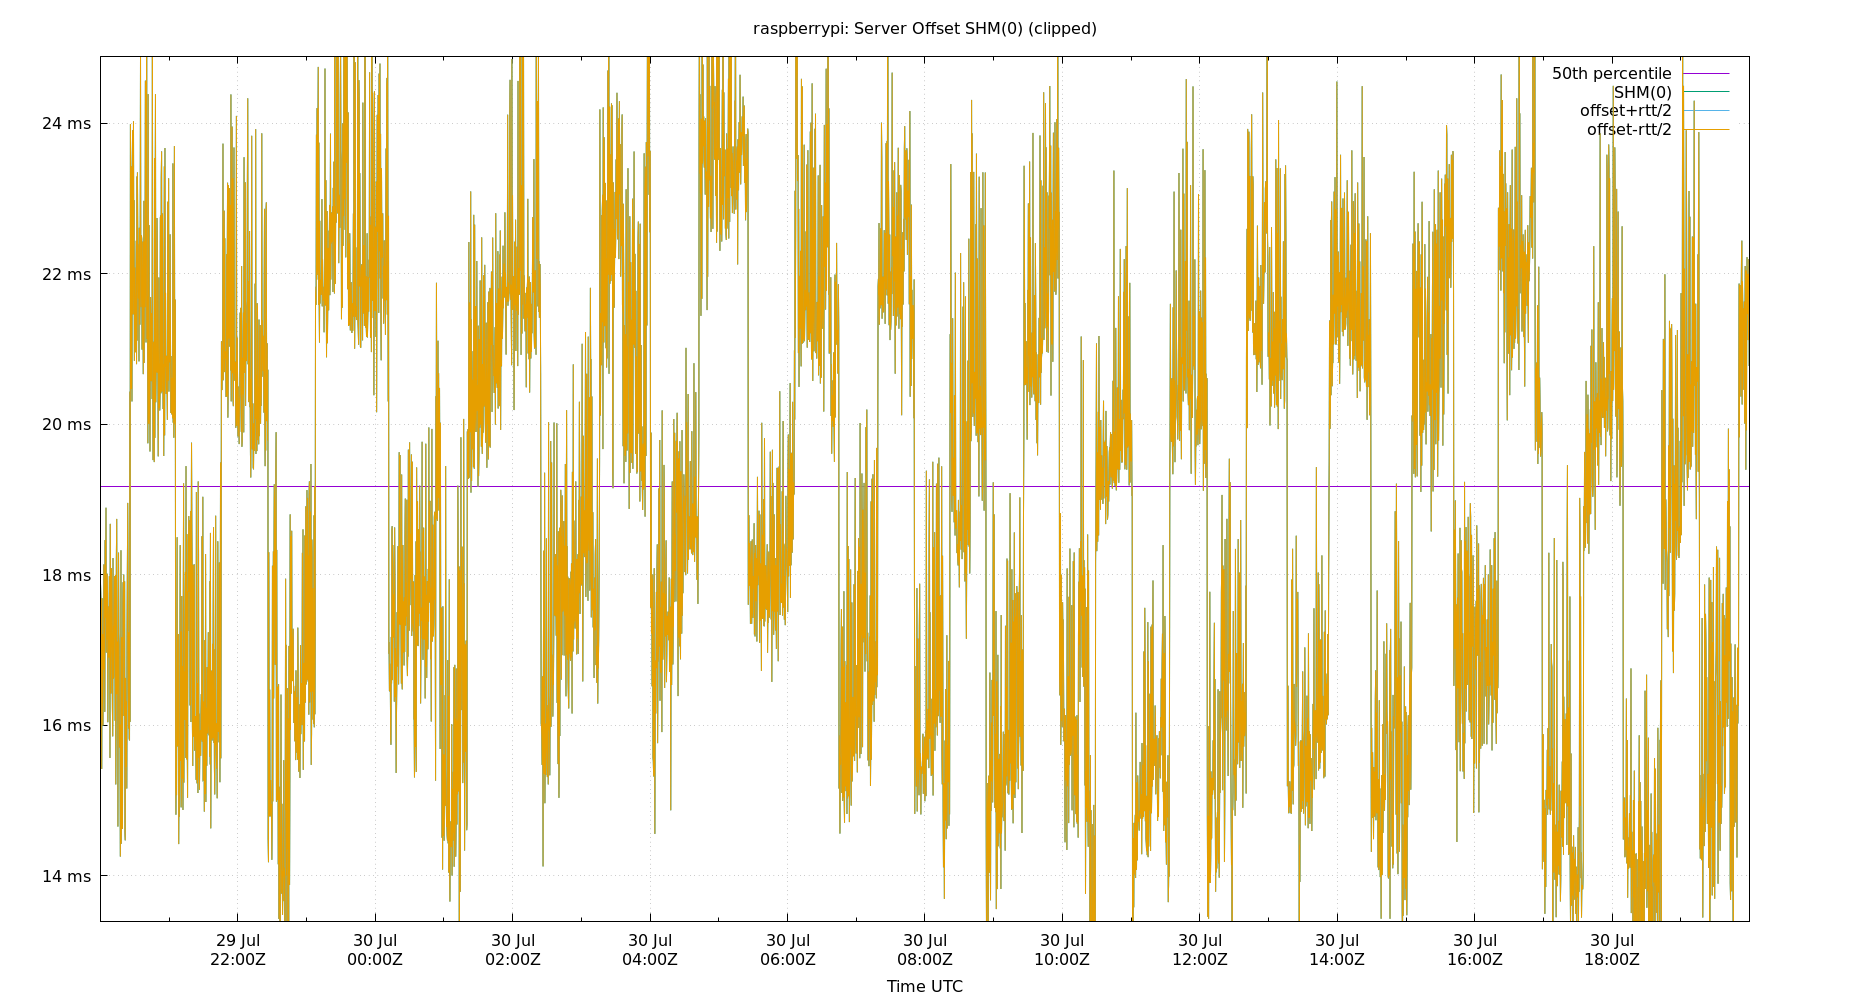 raspberrypi: Server Offset SHM(0) (clipped)
50th percentile
SHM(0)
offset+rtt/2
offset-rtt/2
24 ms
22 ms
20 ms
18 ms
16 ms
14 ms
29 Jul 30 Jul 30 Jul 30 Jul 30 Jul 30 Jul 30 Jul 30 Jul 30 Jul 30 Jul 30 Jul
22:00Z 00:00Z 02:00Z 04:00Z 06:00Z 08:00Z 10:00Z 12:00Z 14:00Z 16:00Z 18:00Z
Time UTC